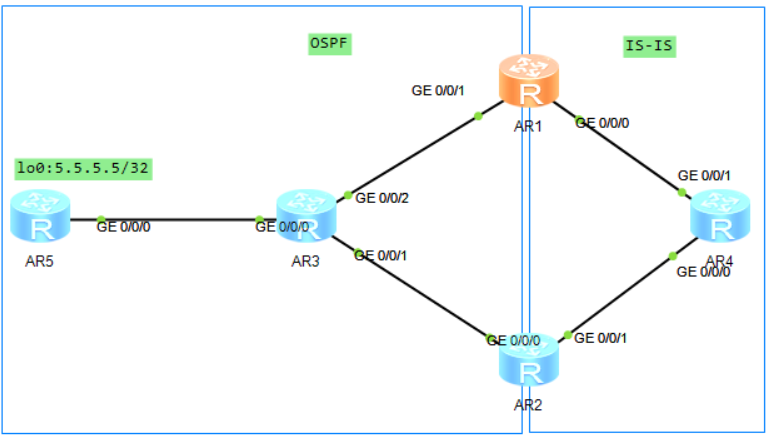 OSPF
IS-IS
GE 0/0/1
R
AR1
GE 0/0/0
lo0:5.5.5.5/32
GE 0/0/1
GE 0/0/2
R
GE 0/0/0
GE 0/0/0
R
R
AR5
AR3
GE 0/0/1
AR4
GE 0/0/0
GE 0/0/0
GE 0/0/1
R
AR2